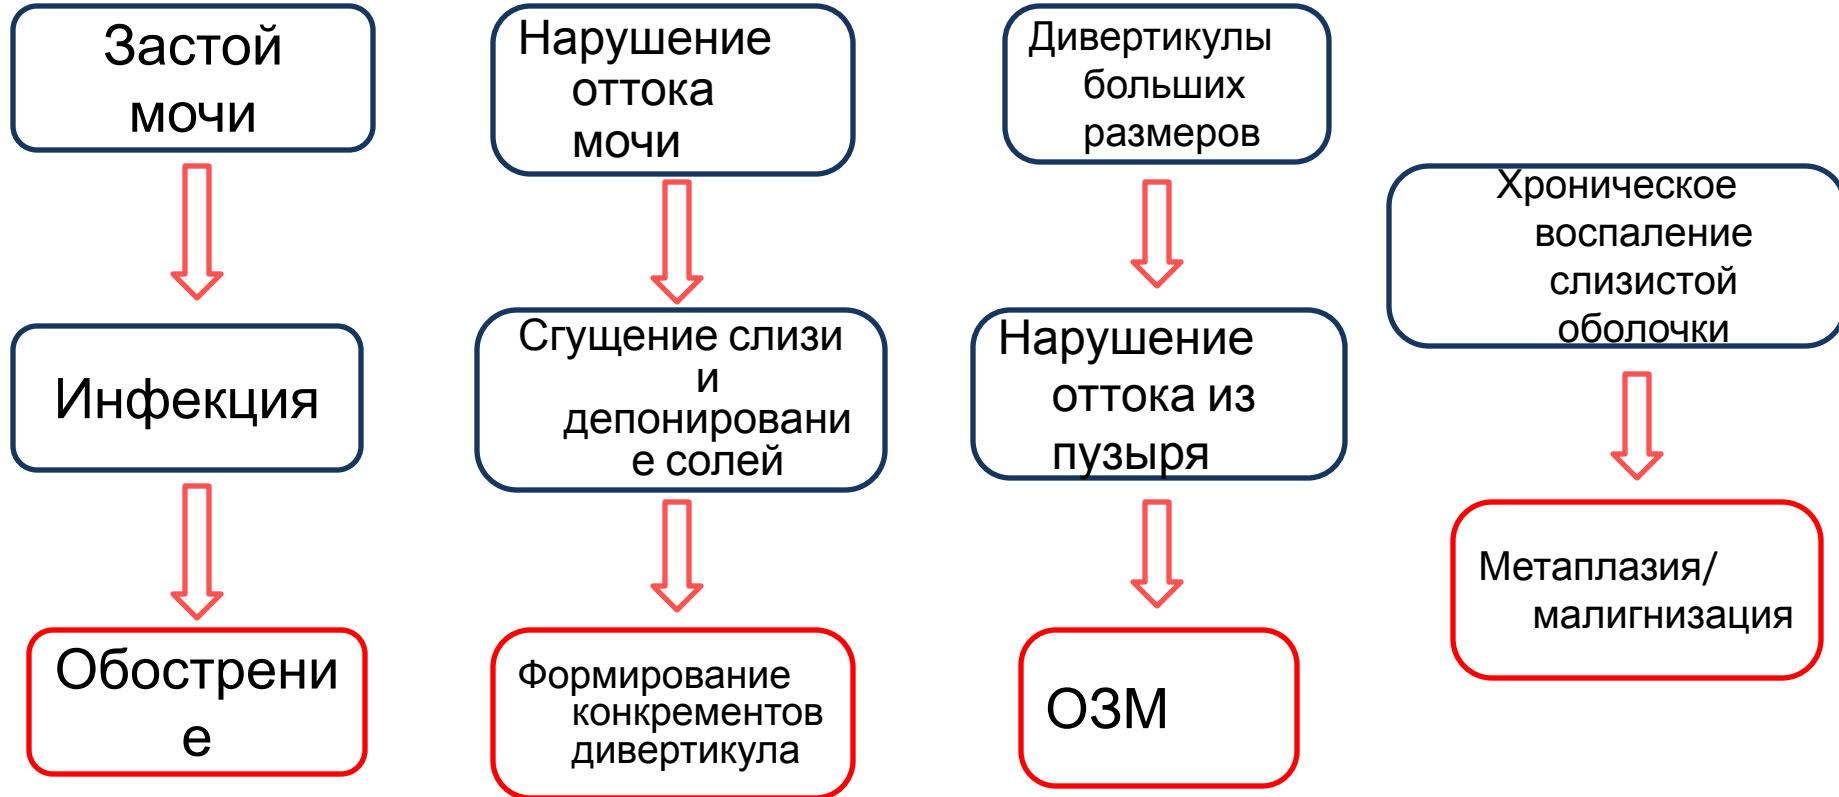 Застой
мочи
Инфекция
Обострени
е
Нарушение
оттока
мочи
Сгущение слизи
и
депонировани
е солей
Формирование
конкрементов
дивертикула
Дивертикулы
больших
размеров
Нарушение
оттока из
пузыря
ОЗМ
Хроническое
воспаление
слизистой
оболочки
Метаплазия/
малигнизация